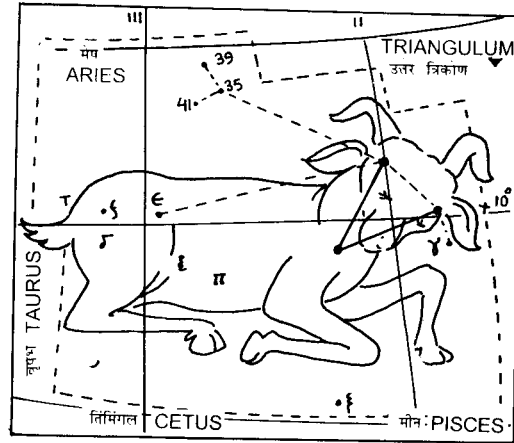 III
II
मेष
ARIES
39
35
41
TRIANGULUM
उत्तर त्रिकोण
τ
ξ
ε
10°
δ
γ
ξ
π
वृषभ TAURUS
ξ
तिमिंगल CETUS
मीन PISCES